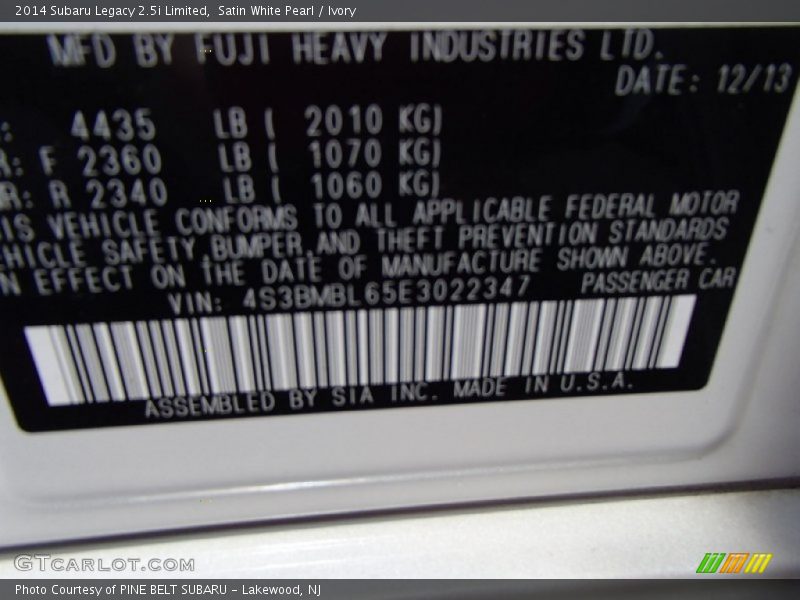 2014 Subaru Legacy 2.5i Limited,  Satin White Pearl / Ivory
MFD BY FUJI HEAVY INDUSTRIES LTD.
DATE: 12/13
: 4435 LB ( 2010 KG)
R: F 2360 LB ( 1070 KG)
R: R 2340 LB ( 1060 KG)
IS VEHICLE CONFORMS TO ALL APPLICABLE FEDERAL MOTOR
HICLE SAFETY,BUMPER,AND THEFT PREVENTION STANDARDS
N EFFECT ON THE DATE OF MANUFACTURE SHOWN ABOVE.
VIN: 4S3BMBL65E3022347 PASSENGER CAR
ASSEMBLED BY SIA INC. MADE IN U.S.A.
GTCARLOT.COM
Photo Courtesy of PINE BELT SUBARU - Lakewood, NJ